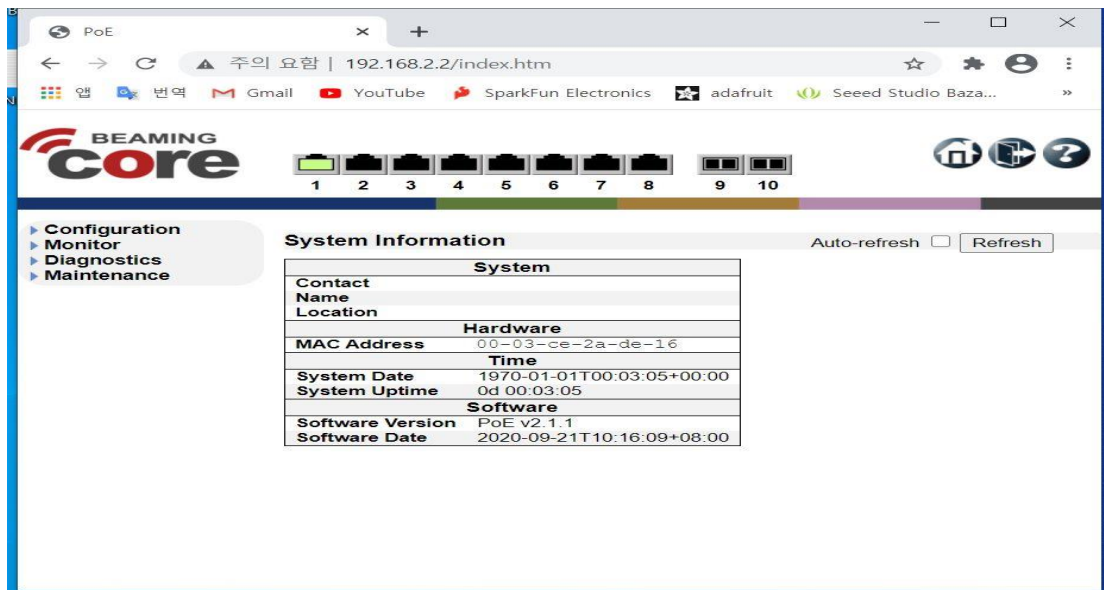 PoE
주의 요함 | 192.168.2.2/index.htm
앱 번역 Gmail YouTube SparkFun Electronics adafruit Seeed Studio Baza... »
BEAMING
core
1 2 3 4 5 6 7 8 9 10
Configuration
Monitor
Diagnostics
Maintenance
System Information Auto-refresh Refresh
System
Contact
Name
Location
Hardware
MAC Address 00-03-ce-2a-de-16
Time
System Date 1970-01-01T00:03:05+00:00
System Uptime 0d 00:03:05
Software
Software Version PoE v2.1.1
Software Date 2020-09-21T10:16:09+08:00